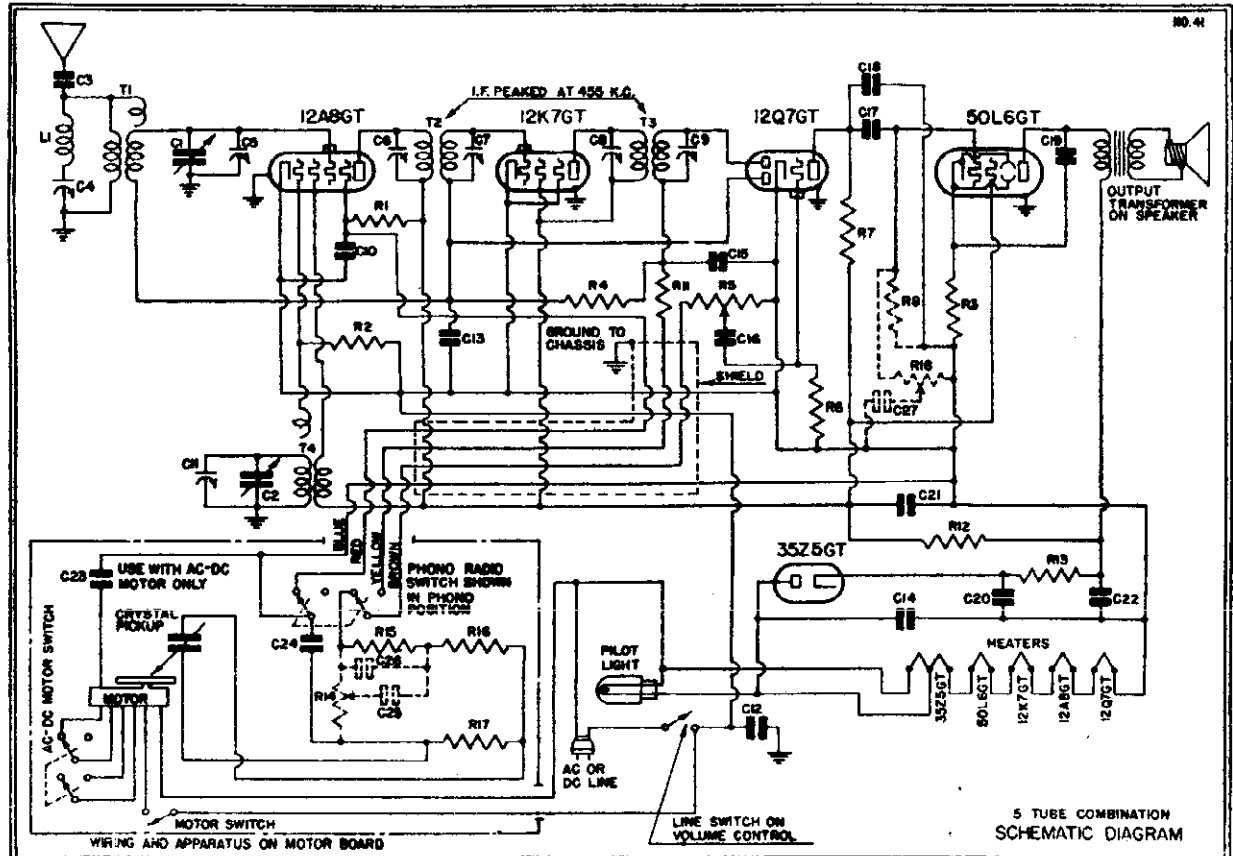 NO. 41
C3
T1
L1
C4
C1
C5
12A8GT
I.F. PEAKED AT 455 K.C.
C6
T2
C7
12K7GT
C8
T3
C9
12Q7GT
C18
C17
50L6GT
C19
OUTPUT
TRANSFORMER
ON SPEAKER
R1
C10
R7
C15
R4
R11
R5
R9
R3
R2
C13
GROUND TO
CHASSIS
C16
SHIELD
R18
R6
C27
T4
C11
C2
C21
R12
BLUE
RED
YELLOW
BROWN
35Z5GT
R13
C20
C22
C14
C23
USE WITH AC-DC
MOTOR ONLY
PHONO RADIO
SWITCH SHOWN
IN PHONO
POSITION
CRYSTAL
PICKUP
C24
R15
R16
C26
R14
C25
R17
AC-DC MOTOR SWITCH
MOTOR
PILOT
LIGHT
HEATERS
35Z5GT
50L6GT
12K7GT
12A8GT
12Q7GT
C12
AC OR
DC LINE
MOTOR SWITCH
WIRING AND APPARATUS ON MOTOR BOARD
LINE SWITCH ON
VOLUME CONTROL
5 TUBE COMBINATION
SCHEMATIC DIAGRAM